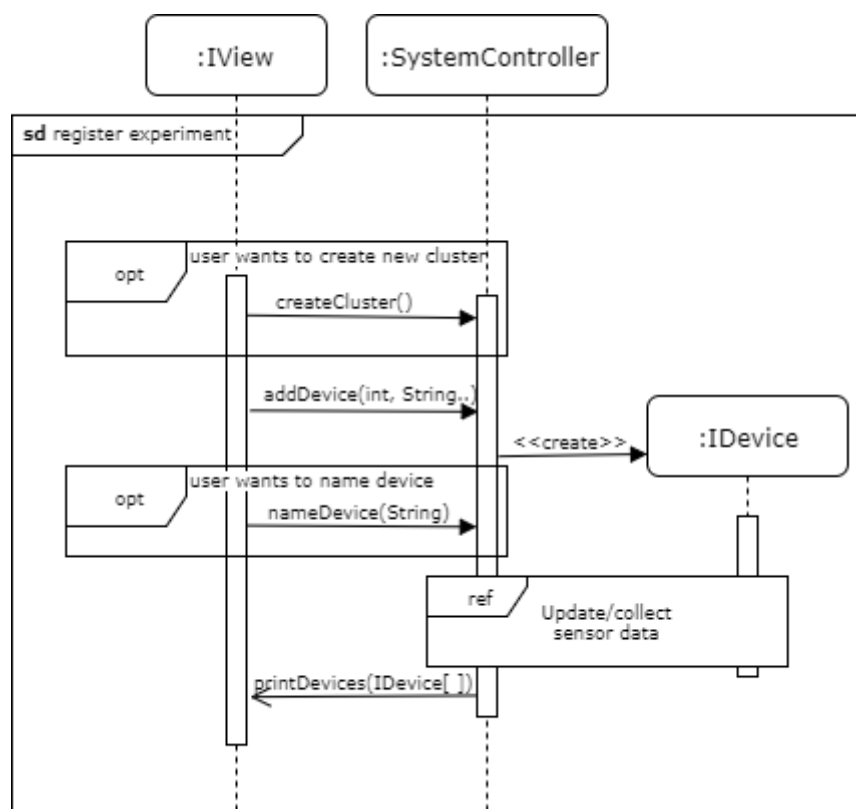 :IView
:SystemController
sd register experiment
user wants to create new cluster
opt
createCluster()
addDevice(int, String..)
:IDevice
<<create>>
user wants to name device
opt
nameDevice(String)
ref
Update/collect
sensor data
printDevices(IDevice[ ])